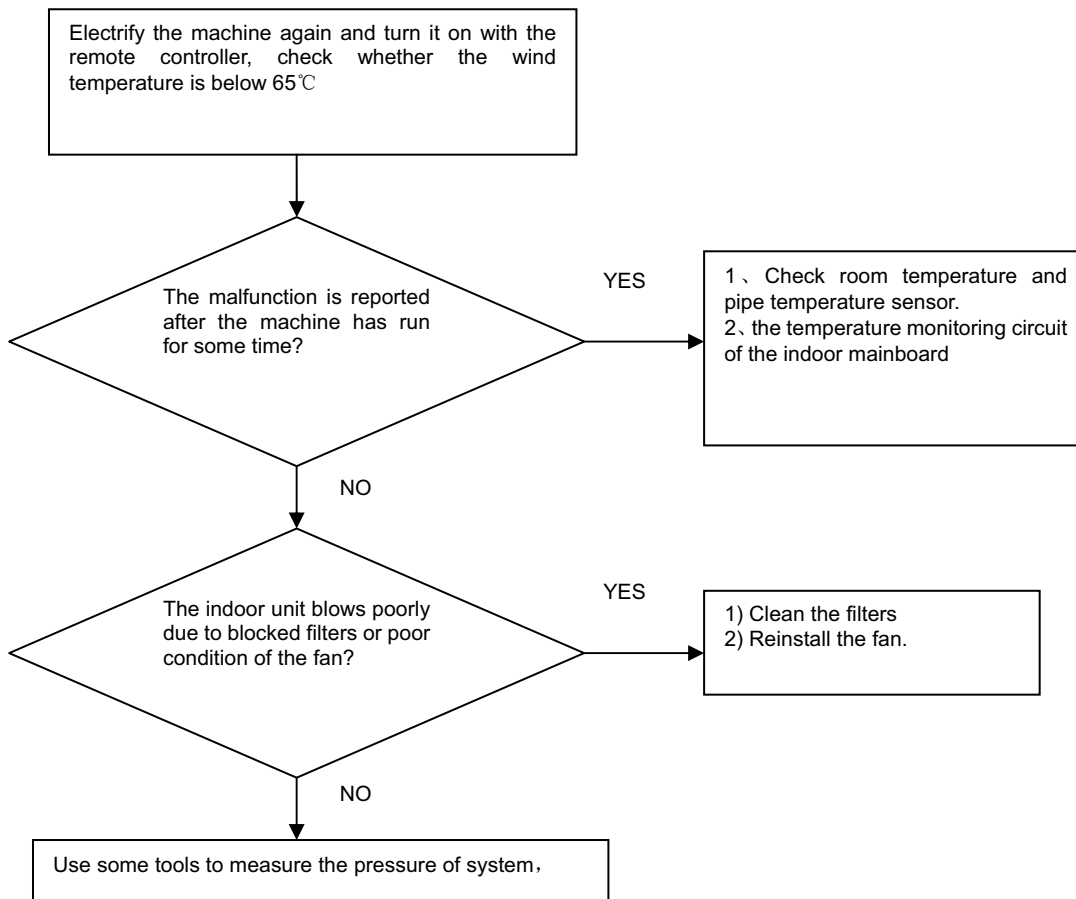 Electrify the machine again and turn it on with the
remote controller, check whether the wind
temperature is below 65℃
The malfunction is reported
after the machine has run
for some time?
YES
1、Check room temperature and
pipe temperature sensor.
2、the temperature monitoring circuit
of the indoor mainboard
NO
The indoor unit blows poorly
due to blocked filters or poor
condition of the fan?
YES
1) Clean the filters
2) Reinstall the fan.
NO
Use some tools to measure the pressure of system，